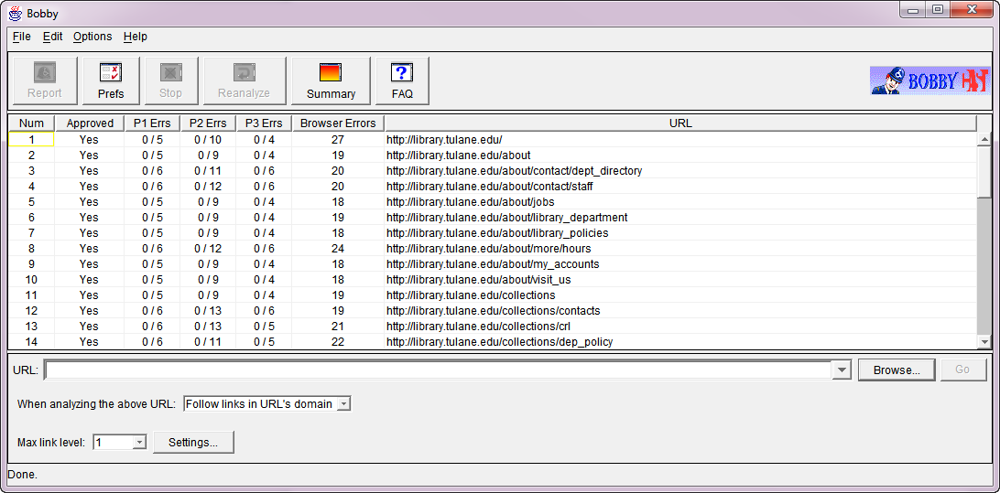 Bobby
File Edit Options Help
Report Prefs Stop Reanalyze Summary FAQ
BOBBY
Num Approved P1 Errs P2 Errs P3 Errs Browser Errors URL
1 Yes 0 / 5 0 / 10 0 / 4 27 http://library.tulane.edu/
2 Yes 0 / 5 0 / 9 0 / 4 19 http://library.tulane.edu/about
3 Yes 0 / 6 0 / 11 0 / 6 20 http://library.tulane.edu/about/contact/dept_directory
4 Yes 0 / 6 0 / 12 0 / 6 20 http://library.tulane.edu/about/contact/staff
5 Yes 0 / 5 0 / 9 0 / 4 18 http://library.tulane.edu/about/jobs
6 Yes 0 / 5 0 / 9 0 / 4 19 http://library.tulane.edu/about/library_department
7 Yes 0 / 5 0 / 9 0 / 4 18 http://library.tulane.edu/about/library_policies
8 Yes 0 / 6 0 / 12 0 / 6 24 http://library.tulane.edu/about/more/hours
9 Yes 0 / 5 0 / 9 0 / 4 18 http://library.tulane.edu/about/my_accounts
10 Yes 0 / 5 0 / 9 0 / 4 18 http://library.tulane.edu/about/visit_us
11 Yes 0 / 5 0 / 9 0 / 4 19 http://library.tulane.edu/collections
12 Yes 0 / 6 0 / 13 0 / 6 19 http://library.tulane.edu/collections/contacts
13 Yes 0 / 6 0 / 13 0 / 5 21 http://library.tulane.edu/collections/crl
14 Yes 0 / 6 0 / 11 0 / 5 22 http://library.tulane.edu/collections/dep_policy
URL: Browse... Go
When analyzing the above URL: Follow links in URL's domain
Max link level: 1 Settings...
Done.